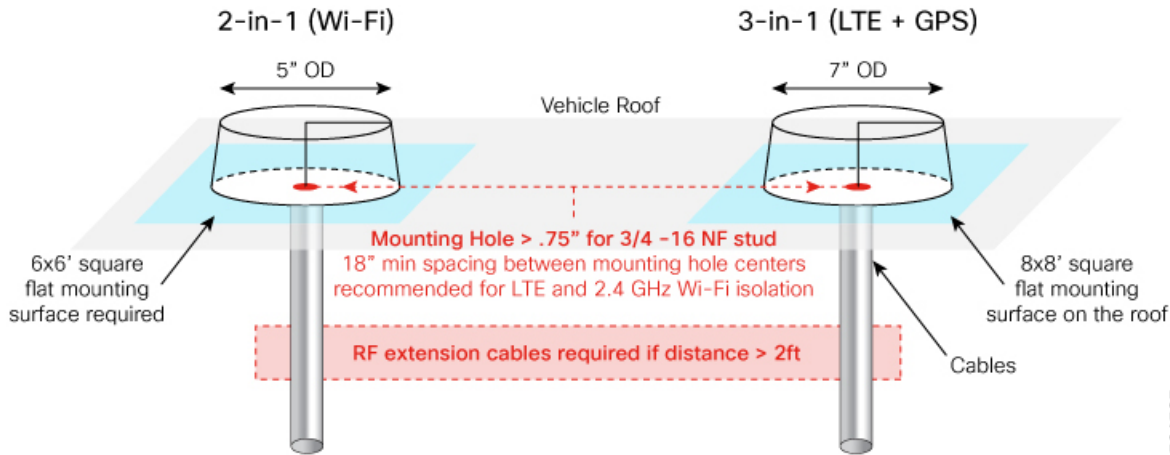 2-in-1 (Wi-Fi)
3-in-1 (LTE + GPS)
5” OD
7” OD
Vehicle Roof
Mounting Hole > .75” for 3/4 -16 NF stud
18” min spacing between mounting hole centers
recommended for LTE and 2.4 GHz Wi-Fi isolation
6x6’ square
flat mounting
surface required
8x8’ square
flat mounting
surface on the roof
RF extension cables required if distance > 2ft
Cables